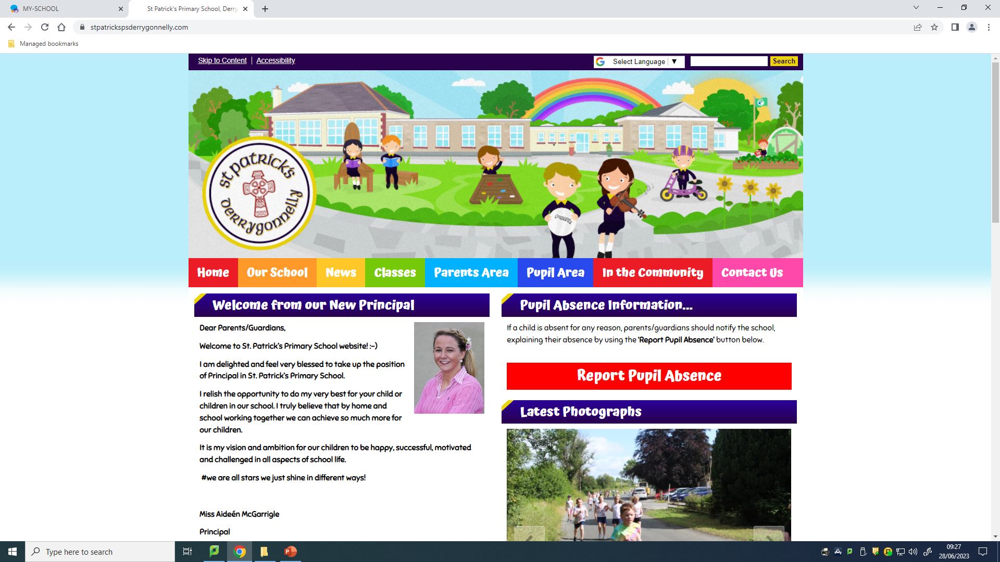 MY-SCHOOL
St Patrick's Primary School, Derry
stpatrickspsderrygonnelly.com
Managed bookmarks
Skip to Content | Accessibility
Select Language ▼
Search
St Patrick's
Derrygonnelly
Home Our School News Classes Parents Area Pupil Area In the Community Contact Us
Welcome from our New Principal
Dear Parents/Guardians,
Welcome to St. Patrick's Primary School website! :-)
I am delighted and feel very blessed to take up the position
of Principal in St. Patrick's Primary School.
I relish the opportunity to do my very best for your child or
children in our school. I truly believe that by home and
school working together we can achieve so much more for
our children.
It is my vision and ambition for our children to be happy, successful, motivated
and challenged in all aspects of school life.
#we are all stars we just shine in different ways!
Miss Aideén McGarrigle
Principal
Pupil Absence Information...
If a child is absent for any reason, parents/guardians should notify the school,
explaining their absence by using the ‘Report Pupil Absence’ button below.
Report Pupil Absence
Latest Photographs
Type here to search
09:27
28/06/2023